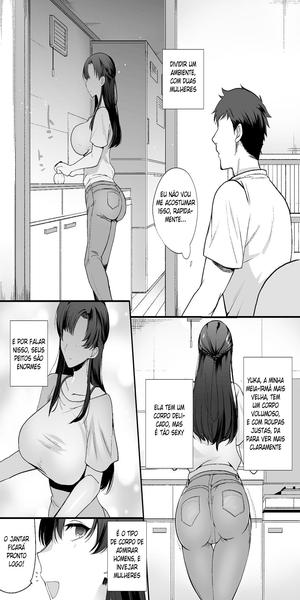 DIVIDIR UM
AMBIENTE,
COM DUAS
MULHERES
EU NÃO VOU
ME ACOSTUMAR
ISSO, RAPIDA-
MENTE...
E POR FALAR
NISSO, SEUS
PEITOS SÃO
ENORMES
YUKA, A MINHA
MEIA-IRMÃ MAIS
VELHA, TEM
UM CORPO
VOLUMOSO,
E COM ROUPAS
JUSTAS, DA
PARA VER MAIS
CLARAMENTE
ELA TEM UM
CORPO DELI-
CADO, MAS É
TÃO SEXY
É O TIPO
DE CORPO DE
ADMIRAR
HOMENS, E
INVEJAR
MULHERES
O JANTAR
FICARÁ
PRONTO
LOGO!